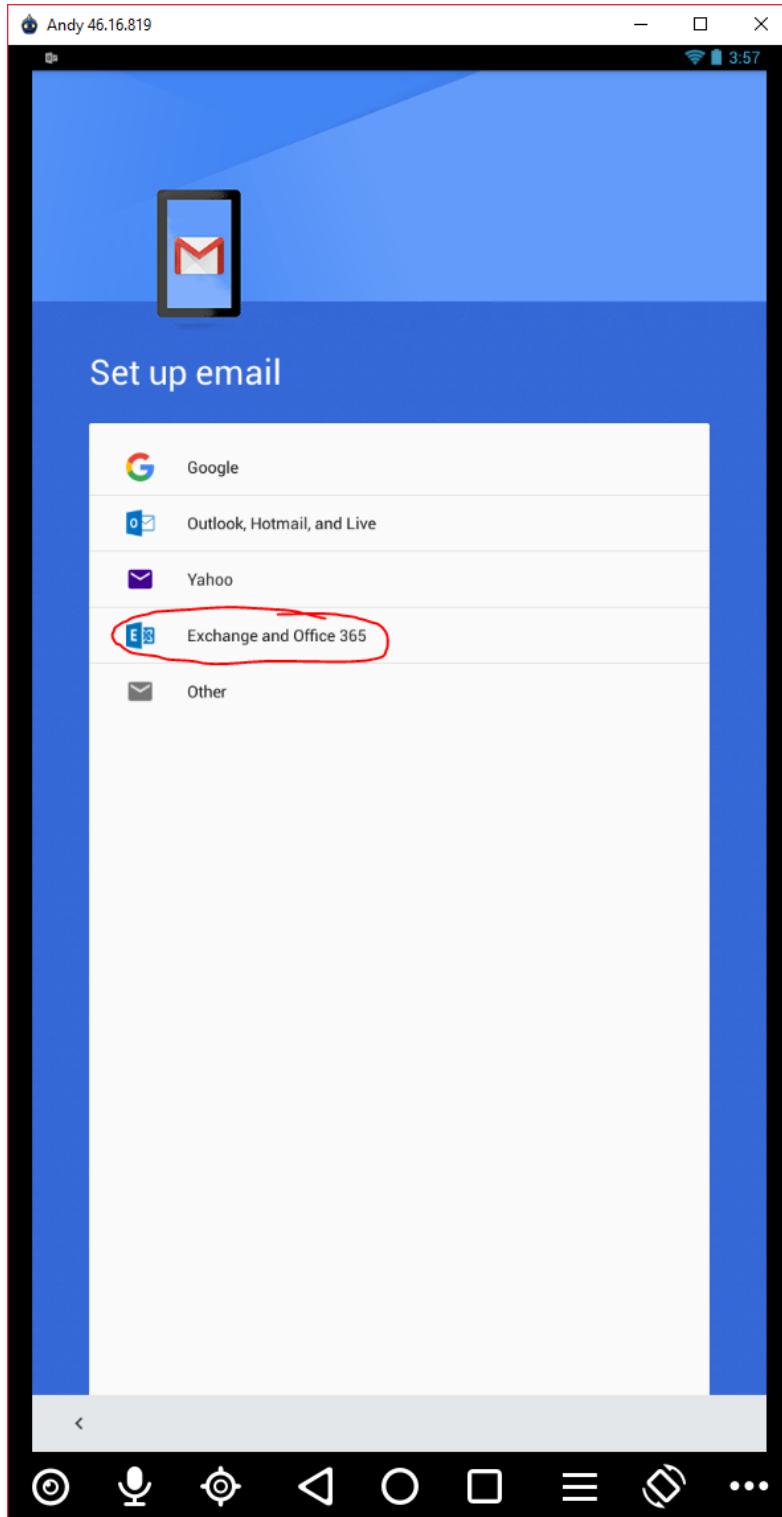 Andy 46.16.819
3:57
Set up email
Google
Outlook, Hotmail, and Live
Yahoo
Exchange and Office 365
Other